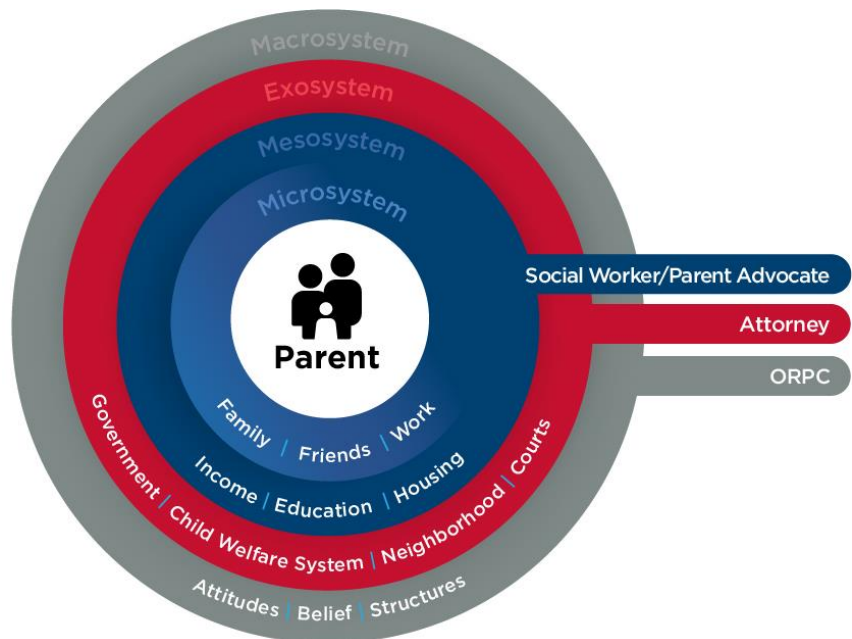 Macrosystem
Exosystem
Mesosystem
Microsystem
Parent
Family | Friends | Work
Income | Education | Housing
Government | Child Welfare System | Neighborhood | Courts
Attitudes | Belief | Structures
Social Worker/Parent Advocate
Attorney
ORPC